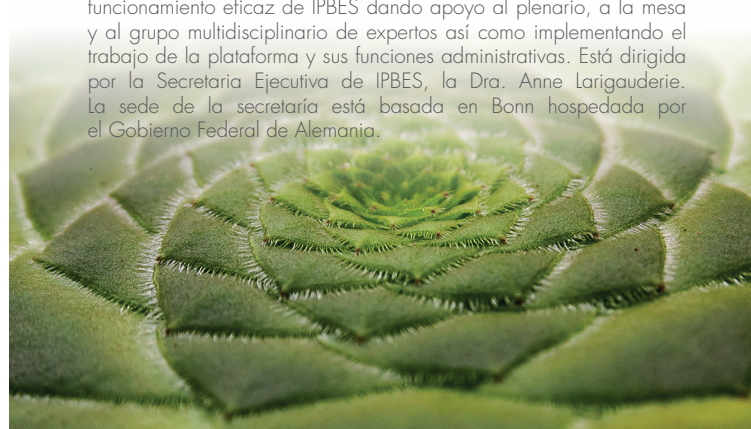 funcionamiento eficaz de IPBES dando apoyo al plenario, a la mesa
y al grupo multidisciplinario de expertos así como implementando el
trabajo de la plataforma y sus funciones administrativas. Está dirigida
por la Secretaria Ejecutiva de IPBES, la Dra. Anne Larigauderie.
La sede de la secretaría está basada en Bonn hospedada por
el Gobierno Federal de Alemania.